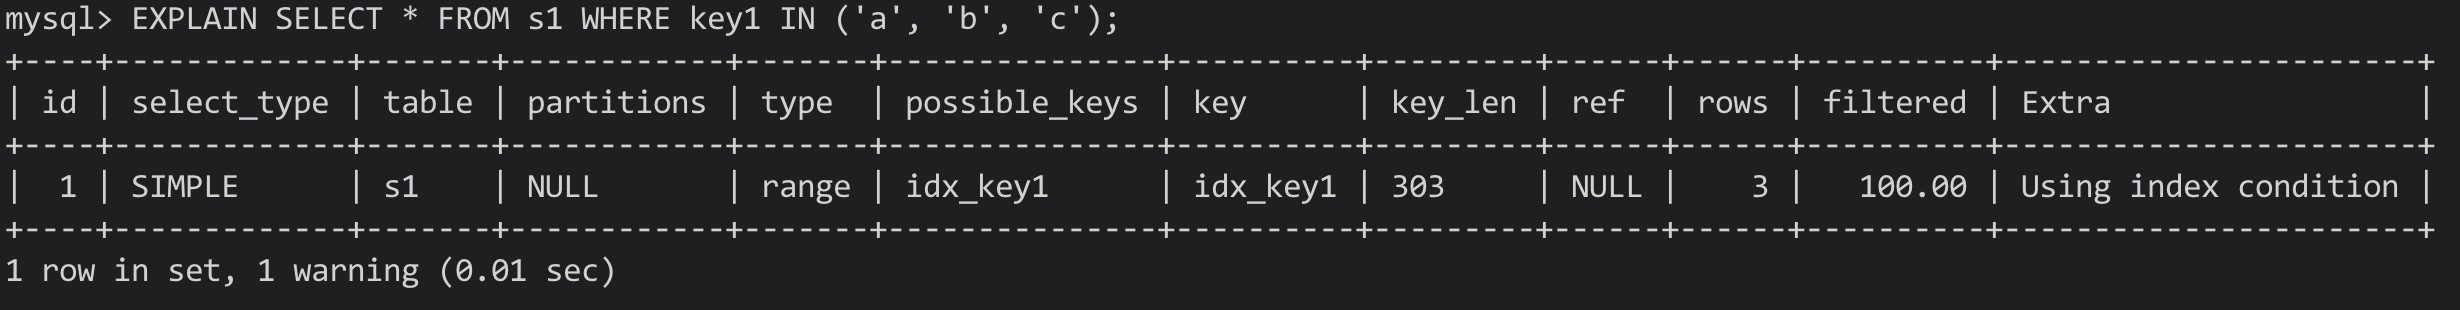 mysql> EXPLAIN SELECT * FROM s1 WHERE key1 IN ('a', 'b', 'c');
+----+-------------+-------+------------+-------+---------------+----------+---------+------+------+----------+-----------------------+
| id | select_type | table | partitions | type  | possible_keys | key      | key_len | ref  | rows | filtered | Extra                 |
+----+-------------+-------+------------+-------+---------------+----------+---------+------+------+----------+-----------------------+
|  1 | SIMPLE      | s1    | NULL       | range | idx_key1      | idx_key1 | 303     | NULL |    3 |   100.00 | Using index condition |
+----+-------------+-------+------------+-------+---------------+----------+---------+------+------+----------+-----------------------+
1 row in set, 1 warning (0.01 sec)